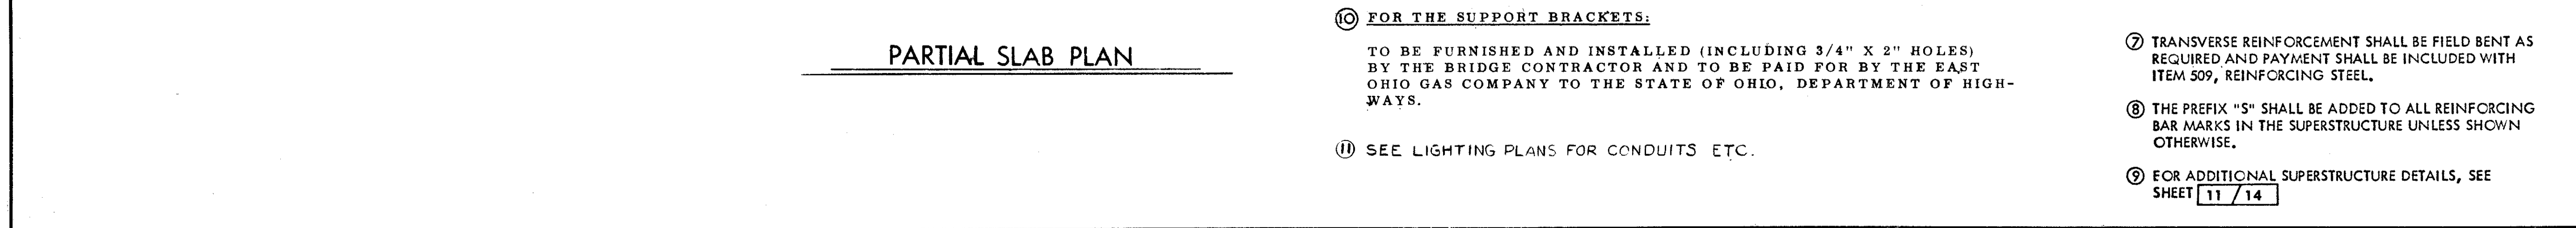 PARTIAL SLAB PLAN
10 FOR THE SUPPORT BRACKETS:
TO BE FURNISHED AND INSTALLED (INCLUDING 3/4" X 2" HOLES)
BY THE BRIDGE CONTRACTOR AND TO BE PAID FOR BY THE EAST
OHIO GAS COMPANY TO THE STATE OF OHIO, DEPARTMENT OF HIGH-
WAYS.
11 SEE LIGHTING PLANS FOR CONDUITS ETC.
7 TRANSVERSE REINFORCEMENT SHALL BE FIELD BENT AS
REQUIRED AND PAYMENT SHALL BE INCLUDED WITH
ITEM 509, REINFORCING STEEL.
8 THE PREFIX "S" SHALL BE ADDED TO ALL REINFORCING
BAR MARKS IN THE SUPERSTRUCTURE UNLESS SHOWN
OTHERWISE.
9 FOR ADDITIONAL SUPERSTRUCTURE DETAILS, SEE
SHEET 11 / 14